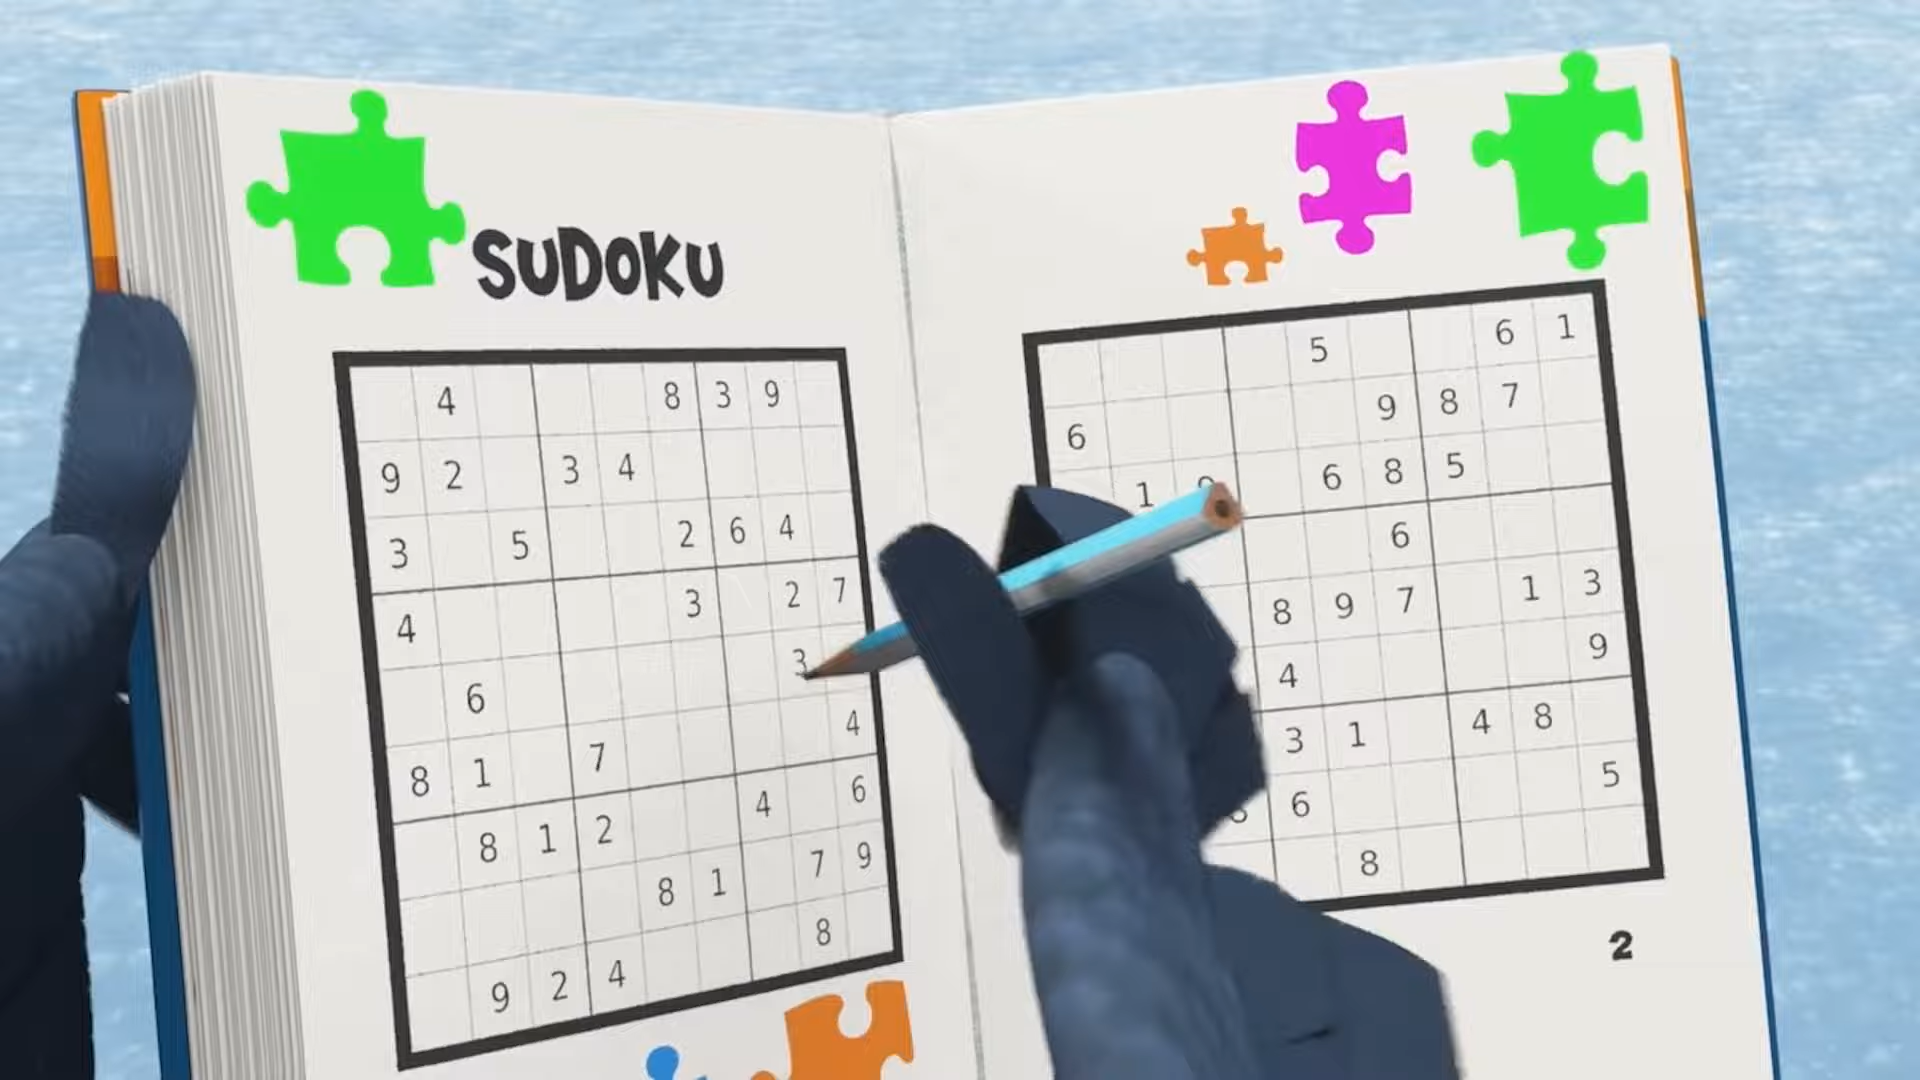 SUDOKU
4 8 3 9
9 2 3 4
3 5 2 6 4
4 3 2 7
6 3
8 1 7 4
8 1 2 4 6
8 1 7 9
9 2 4 8
5 6 1
6 9 8 7
1 6 8 5
6
8 9 7 1 3
4 9
3 1 4 8
6 5
8
2